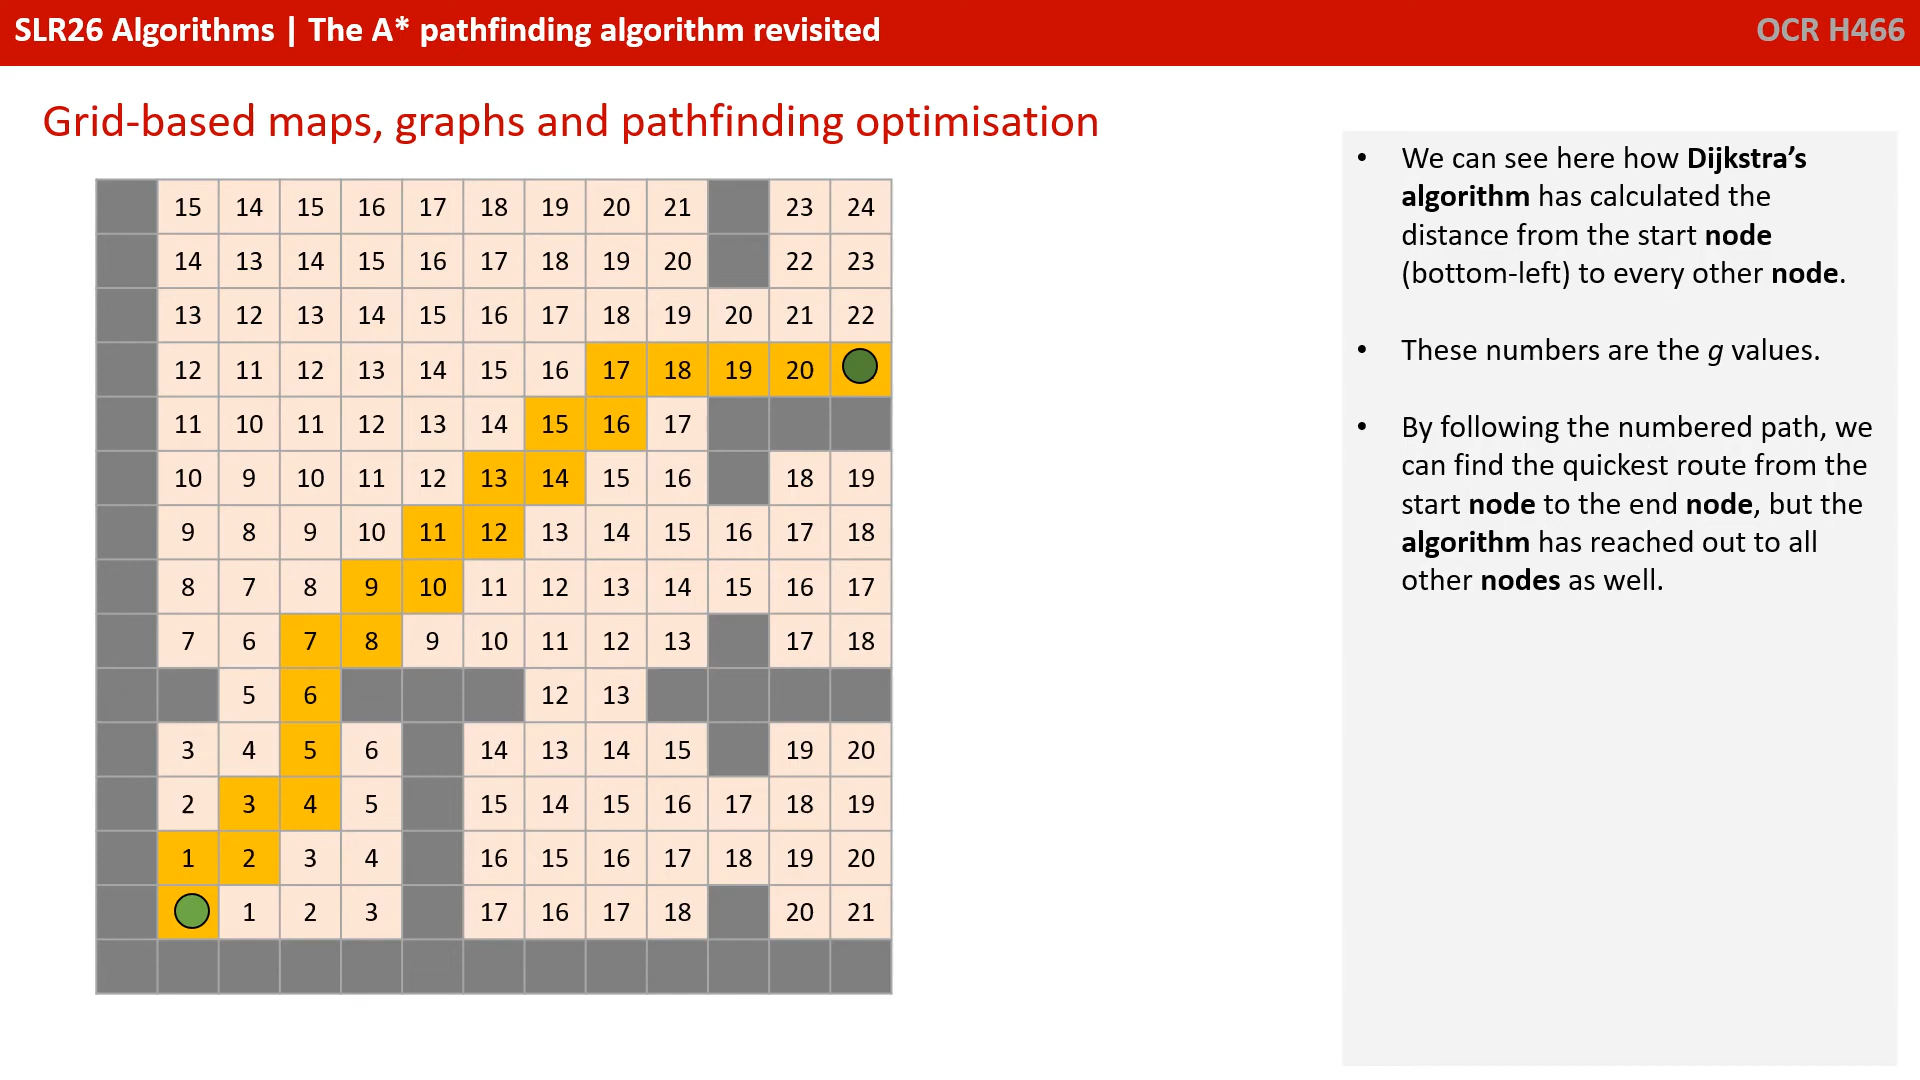 SLR26 Algorithms | The A* pathfinding algorithm revisited
OCR H466
Grid-based maps, graphs and pathfinding optimisation
15 14 15 16 17 18 19 20 21 23 24
14 13 14 15 16 17 18 19 20 22 23
13 12 13 14 15 16 17 18 19 20 21 22
12 11 12 13 14 15 16 17 18 19 20
11 10 11 12 13 14 15 16 17
10 9 10 11 12 13 14 15 16 18 19
9 8 9 10 11 12 13 14 15 16 17 18
8 7 8 9 10 11 12 13 14 15 16 17
7 6 7 8 9 10 11 12 13 17 18
5 6 12 13
3 4 5 6 14 13 14 15 19 20
2 3 4 5 15 14 15 16 17 18 19
1 2 3 4 16 15 16 17 18 19 20
1 2 3 17 16 17 18 20 21
• We can see here how Dijkstra’s
algorithm has calculated the
distance from the start node
(bottom-left) to every other node.
• These numbers are the g values.
• By following the numbered path, we
can find the quickest route from the
start node to the end node, but the
algorithm has reached out to all
other nodes as well.